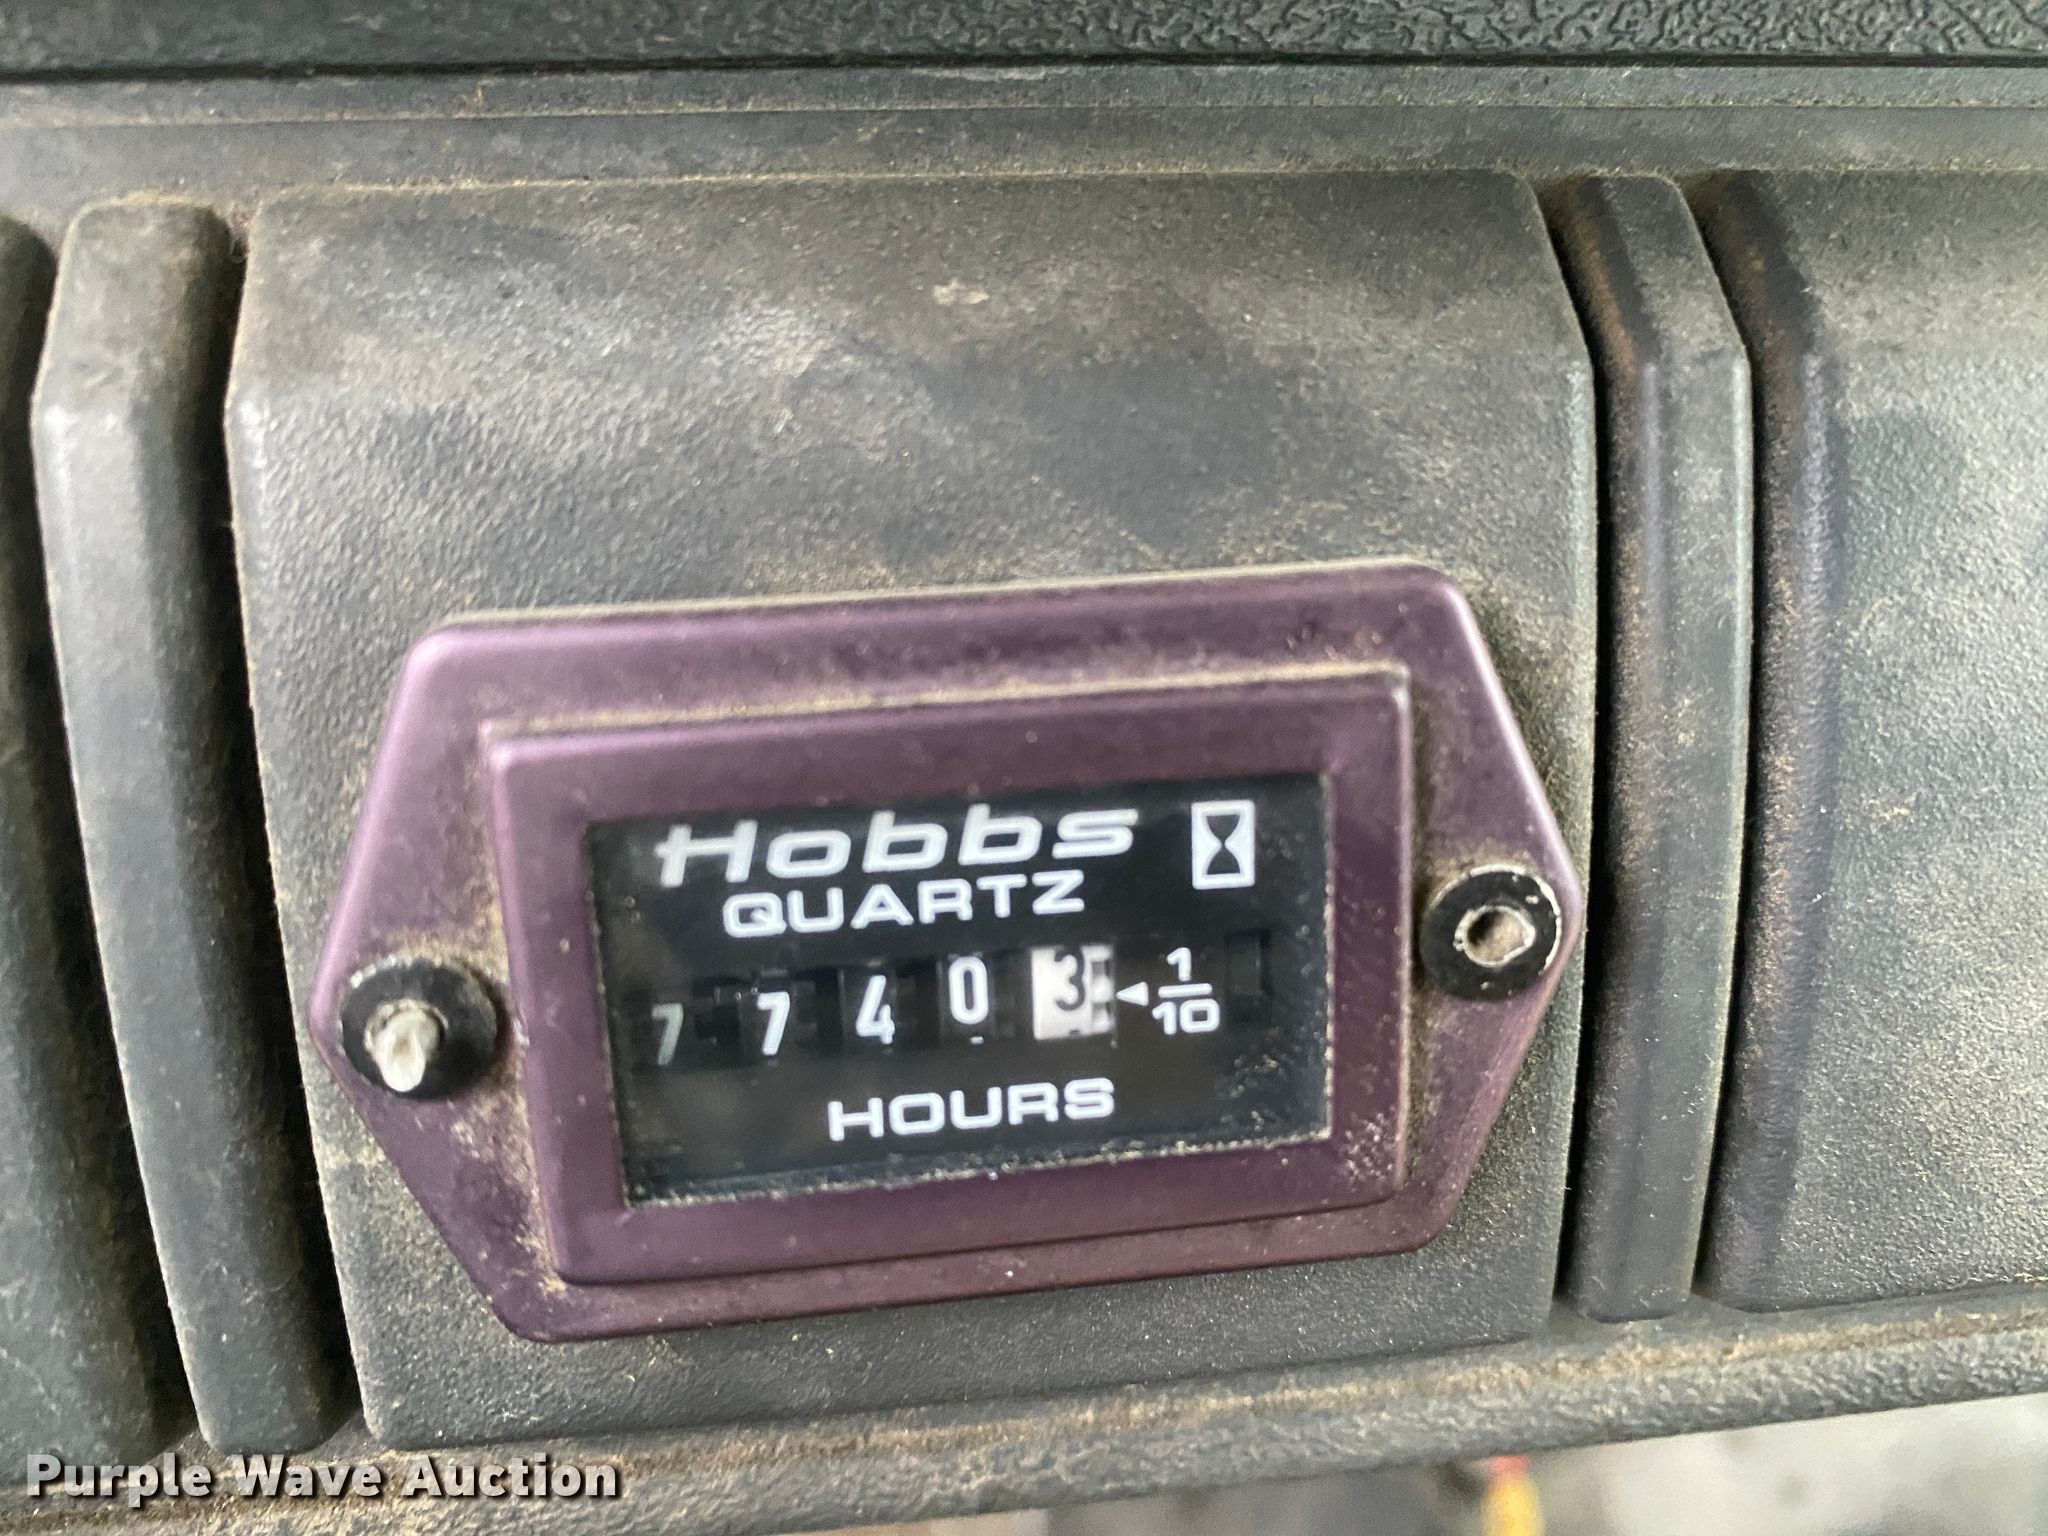 Hobbs
QUARTZ
7 7 4 0 3 ◄ 1/10
HOURS
Purple Wave Auction